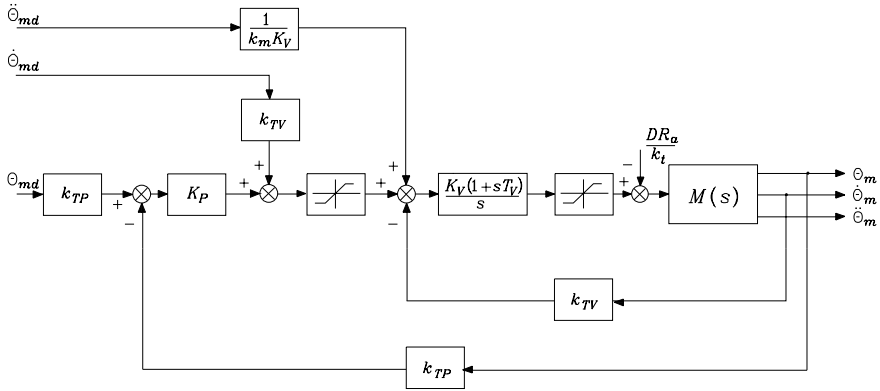 Θ̈_md
1
k_m K_V
+
Θ̇_md
k_TV
+
Θ_md
k_TP
+
−
K_P
+
+
+
−
K_V(1+sT_V)
s
+
−
DR_a
k_t
M(s)
Θ_m
Θ̇_m
Θ̈_m
k_TV
k_TP